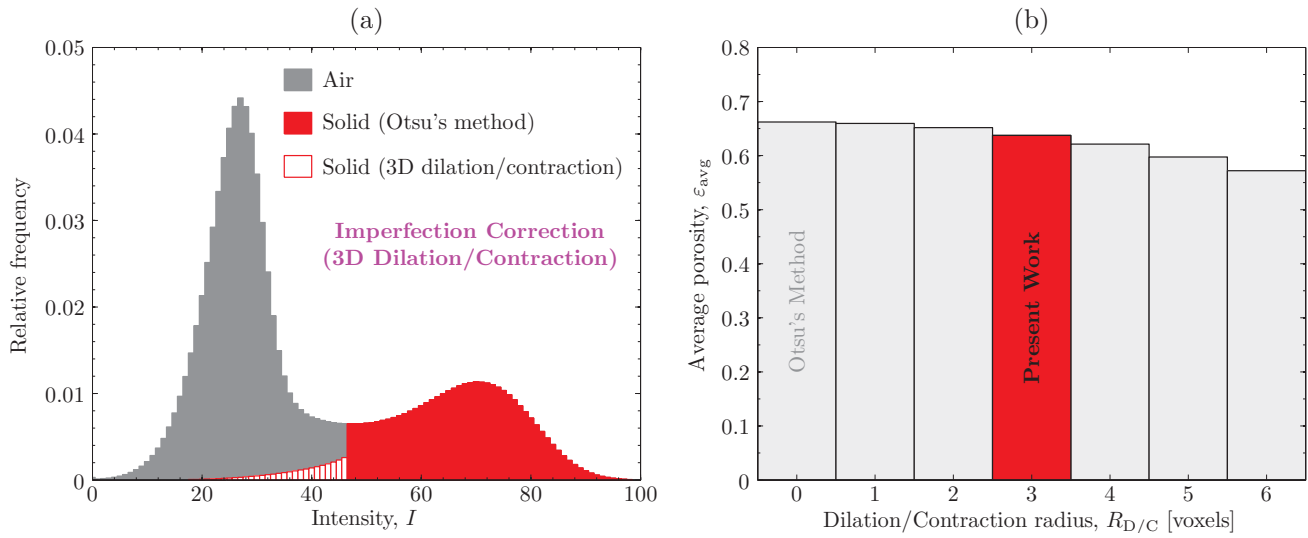 (a)
Relative frequency
0.05
0.04
0.03
0.02
0.01
0
Air
Solid (Otsu's method)
Solid (3D dilation/contraction)
Imperfection Correction
(3D Dilation/Contraction)
0 20 40 60 80 100
Intensity, I
(b)
Average porosity, ε_avg
0.8
0.7
0.6
0.5
0.4
0.3
0.2
0.1
0
Otsu's Method
Present Work
0 1 2 3 4 5 6
Dilation/Contraction radius, R_D/C [voxels]